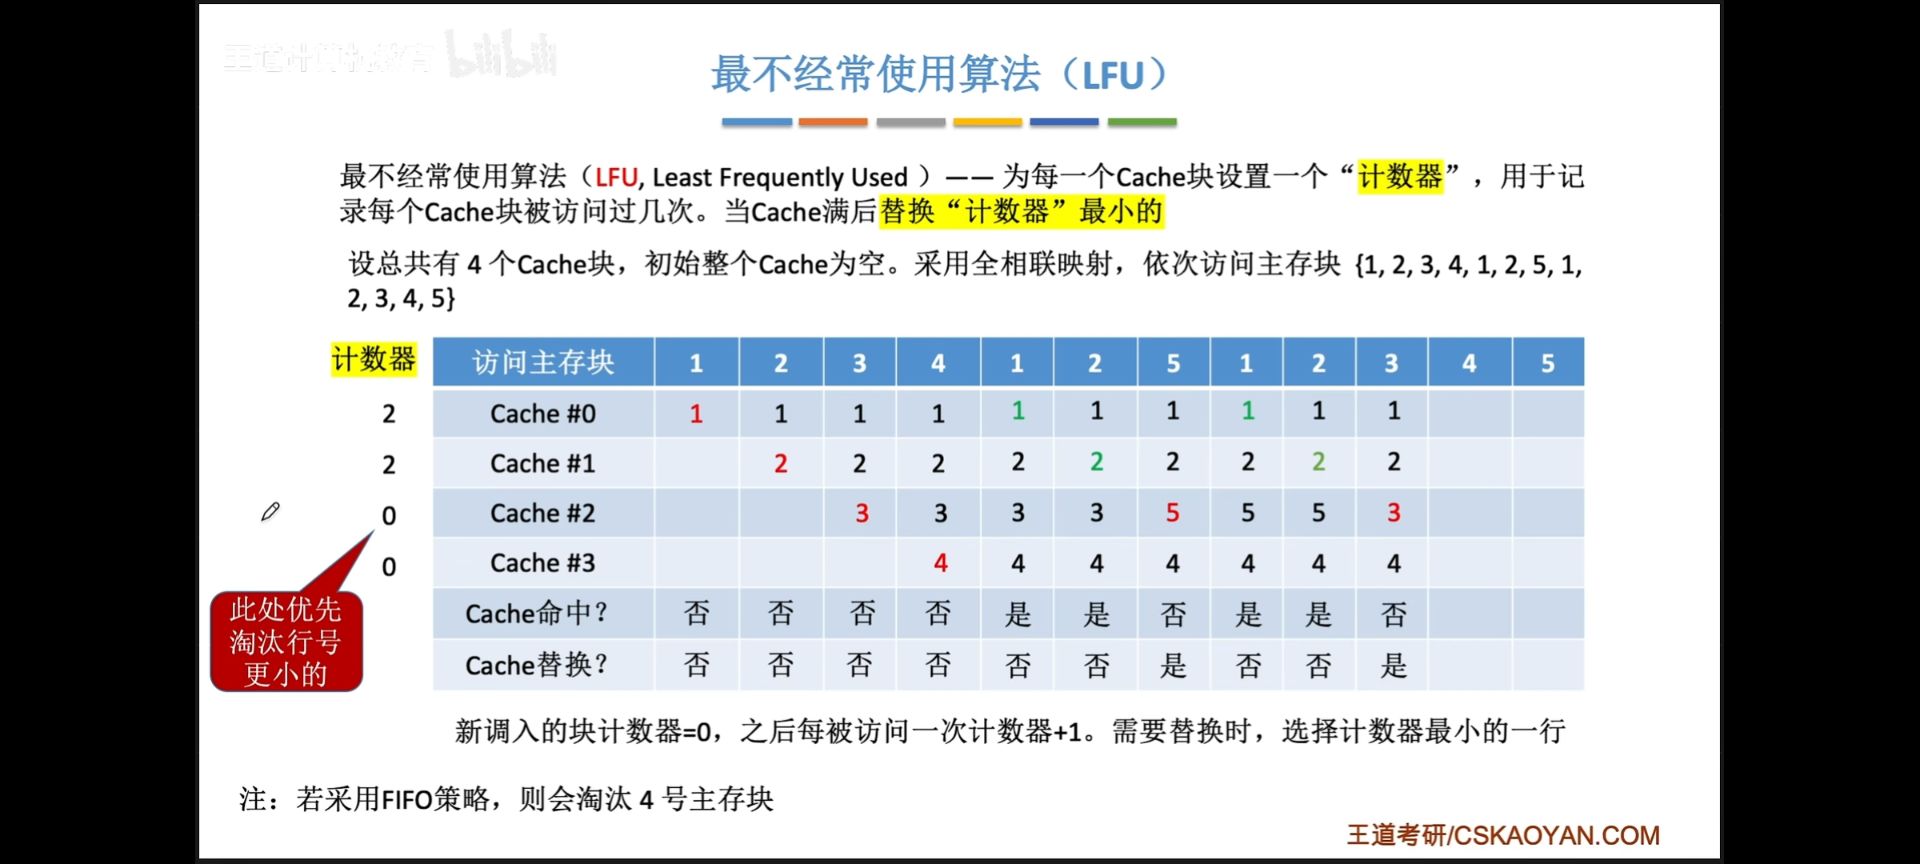 王道计算机教育 bilibili
最不经常使用算法（LFU）
最不经常使用算法（LFU, Least Frequently Used ）—— 为每一个Cache块设置一个“计数器”，用于记
录每个Cache块被访问过几次。当Cache满后替换“计数器”最小的
设总共有 4 个Cache块，初始整个Cache为空。采用全相联映射，依次访问主存块 {1, 2, 3, 4, 1, 2, 5, 1,
2, 3, 4, 5}
计数器 访问主存块 1 2 3 4 1 2 5 1 2 3 4 5
2 Cache #0 1 1 1 1 1 1 1 1 1 1
2 Cache #1 2 2 2 2 2 2 2 2 2
0 Cache #2 3 3 3 3 5 5 5 3
0 Cache #3 4 4 4 4 4 4 4
Cache命中? 否 否 否 否 是 是 否 是 是 否
Cache替换? 否 否 否 否 否 否 是 否 否 是
此处优先
淘汰行号
更小的
新调入的块计数器=0，之后每被访问一次计数器+1。需要替换时，选择计数器最小的一行
注：若采用FIFO策略，则会淘汰 4 号主存块
王道考研/CSKAOYAN.COM